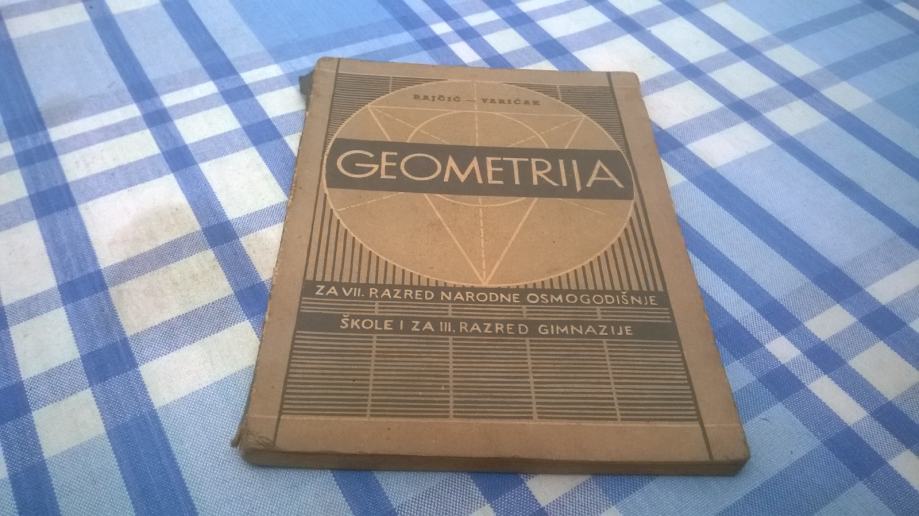 RAJČIĆ — VARIĆAK
GEOMETRIJA
ZA VII. RAZRED NARODNE OSMOGODIŠNJE
ŠKOLE I ZA III. RAZRED GIMNAZIJE